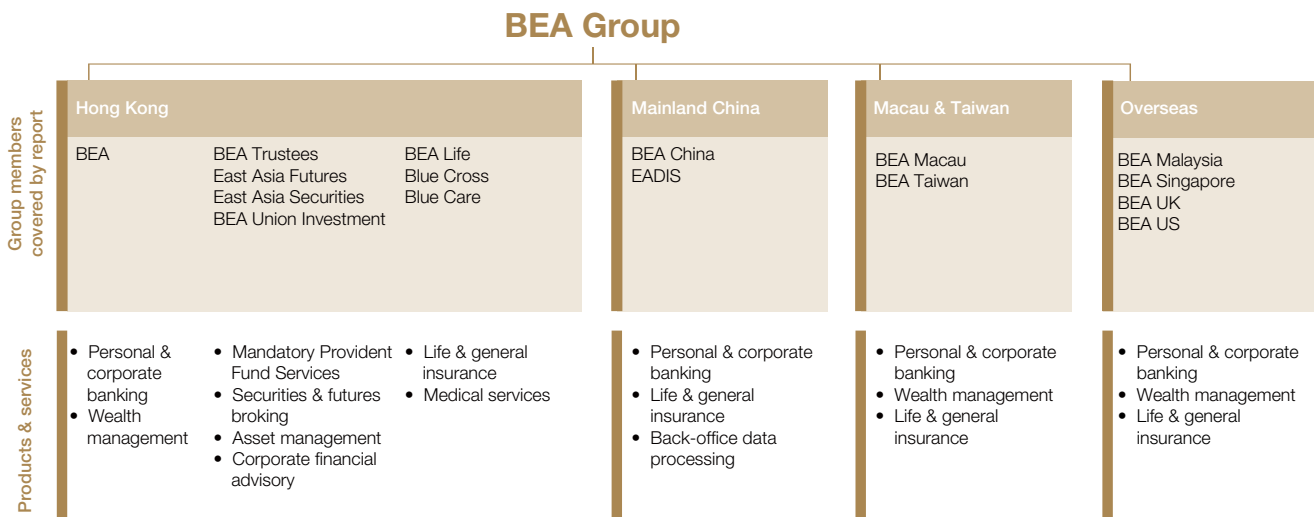 BEA Group
Group members
covered by report
Hong Kong
BEA
BEA Trustees
East Asia Futures
East Asia Securities
BEA Union Investment
BEA Life
Blue Cross
Blue Care
Mainland China
BEA China
EADIS
Macau & Taiwan
BEA Macau
BEA Taiwan
Overseas
BEA Malaysia
BEA Singapore
BEA UK
BEA US
Products & services
• Personal &
corporate
banking
• Wealth
management
• Mandatory Provident
Fund Services
• Securities & futures
broking
• Asset management
• Corporate financial
advisory
• Life & general
insurance
• Medical services
• Personal & corporate
banking
• Life & general
insurance
• Back-office data
processing
• Personal & corporate
banking
• Wealth management
• Life & general
insurance
• Personal & corporate
banking
• Wealth management
• Life & general
insurance